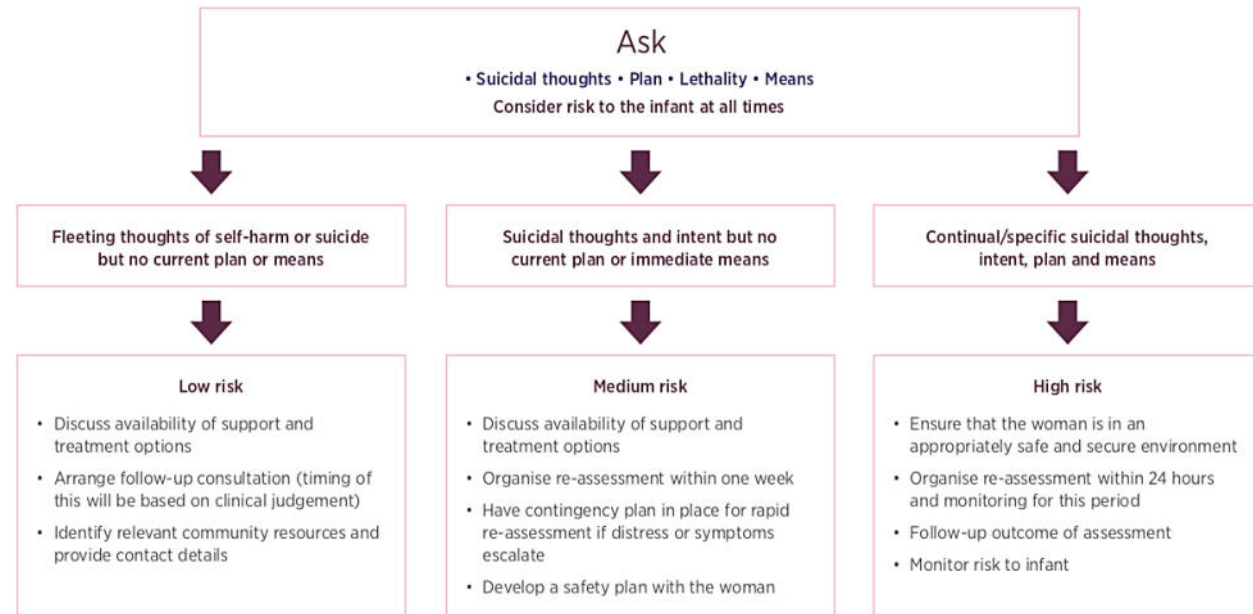 Ask
• Suicidal thoughts • Plan • Lethality • Means
Consider risk to the infant at all times
Fleeting thoughts of self-harm or suicide
but no current plan or means
Suicidal thoughts and intent but no
current plan or immediate means
Continual/specific suicidal thoughts,
intent, plan and means
Low risk
• Discuss availability of support and
treatment options
• Arrange follow-up consultation (timing of
this will be based on clinical judgement)
• Identify relevant community resources and
provide contact details
Medium risk
• Discuss availability of support and
treatment options
• Organise re-assessment within one week
• Have contingency plan in place for rapid
re-assessment if distress or symptoms
escalate
• Develop a safety plan with the woman
High risk
• Ensure that the woman is in an
appropriately safe and secure environment
• Organise re-assessment within 24 hours
and monitoring for this period
• Follow-up outcome of assessment
• Monitor risk to infant